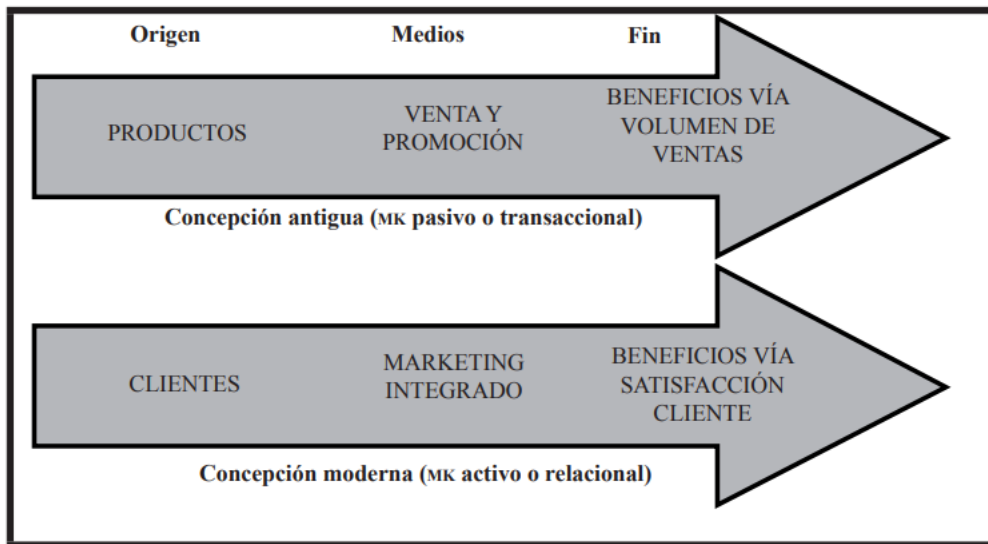 Origen Medios Fin
PRODUCTOS
VENTA Y
PROMOCIÓN
BENEFICIOS VÍA
VOLUMEN DE
VENTAS
Concepción antigua (MK pasivo o transaccional)
CLIENTES
MARKETING
INTEGRADO
BENEFICIOS VÍA
SATISFACCIÓN
CLIENTE
Concepción moderna (MK activo o relacional)